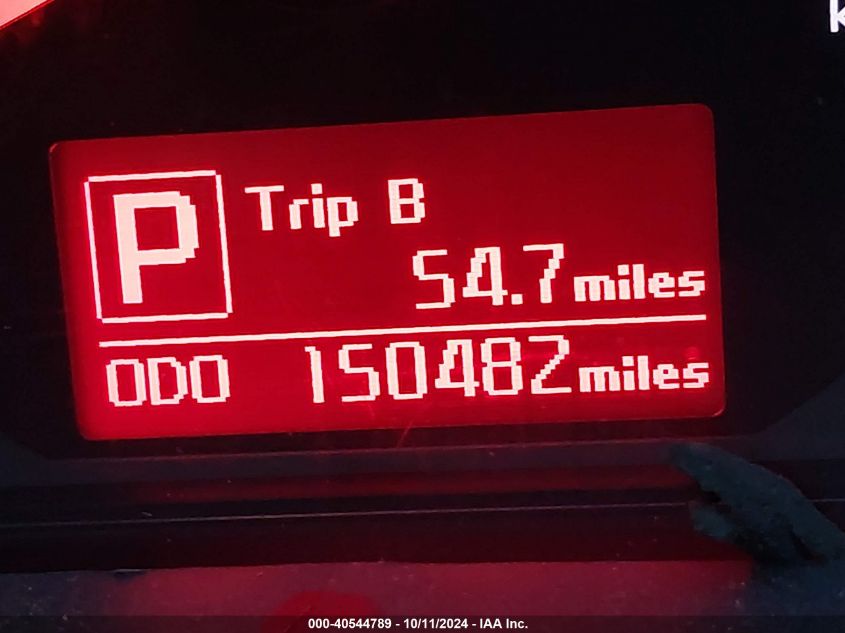 P
Trip B
54.7 miles
ODO 150482 miles
000-40544789 - 10/11/2024 - IAA Inc.